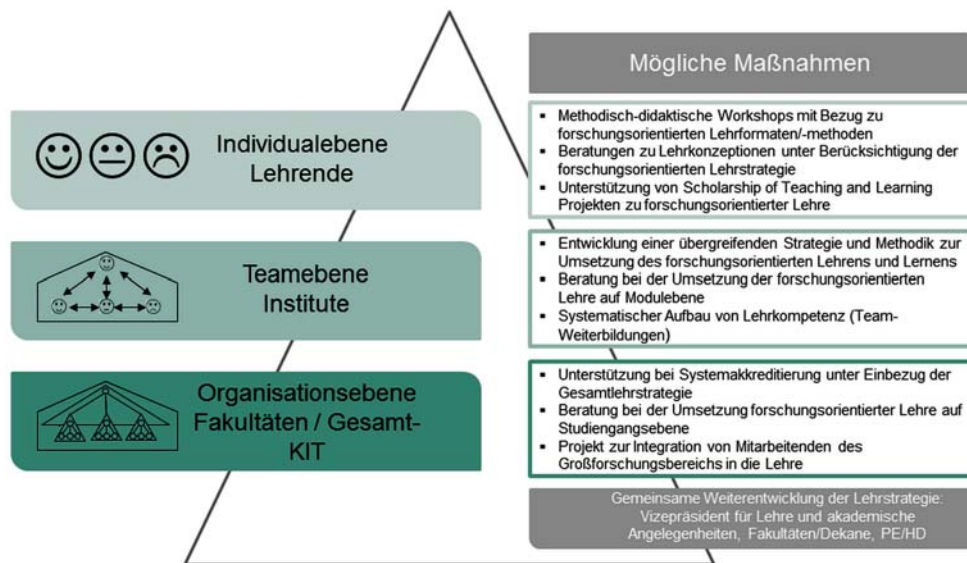 Individualebene
Lehrende
Teamebene
Institute
Organisationsebene
Fakultäten / Gesamt-
KIT
Mögliche Maßnahmen
▪ Methodisch-didaktische Workshops mit Bezug zu
forschungsorientierten Lehrformaten/-methoden
▪ Beratungen zu Lehrkonzeptionen unter Berücksichtigung der
forschungsorientierten Lehrstrategie
▪ Unterstützung von Scholarship of Teaching and Learning
Projekten zu forschungsorientierter Lehre
▪ Entwicklung einer übergreifenden Strategie und Methodik zur
Umsetzung des forschungsorientierten Lehrens und Lernens
▪ Beratung bei der Umsetzung der forschungsorientierten
Lehre auf Modulebene
▪ Systematischer Aufbau von Lehrkompetenz (Team-
Weiterbildungen)
▪ Unterstützung bei Systemakkreditierung unter Einbezug der
Gesamtlehrstrategie
▪ Beratung bei der Umsetzung forschungsorientierter Lehre auf
Studiengangsebene
▪ Projekt zur Integration von Mitarbeitenden des
Großforschungsbereichs in die Lehre
Gemeinsame Weiterentwicklung der Lehrstrategie:
Vizepräsident für Lehre und akademische
Angelegenheiten, Fakultäten/Dekane, PE/HD